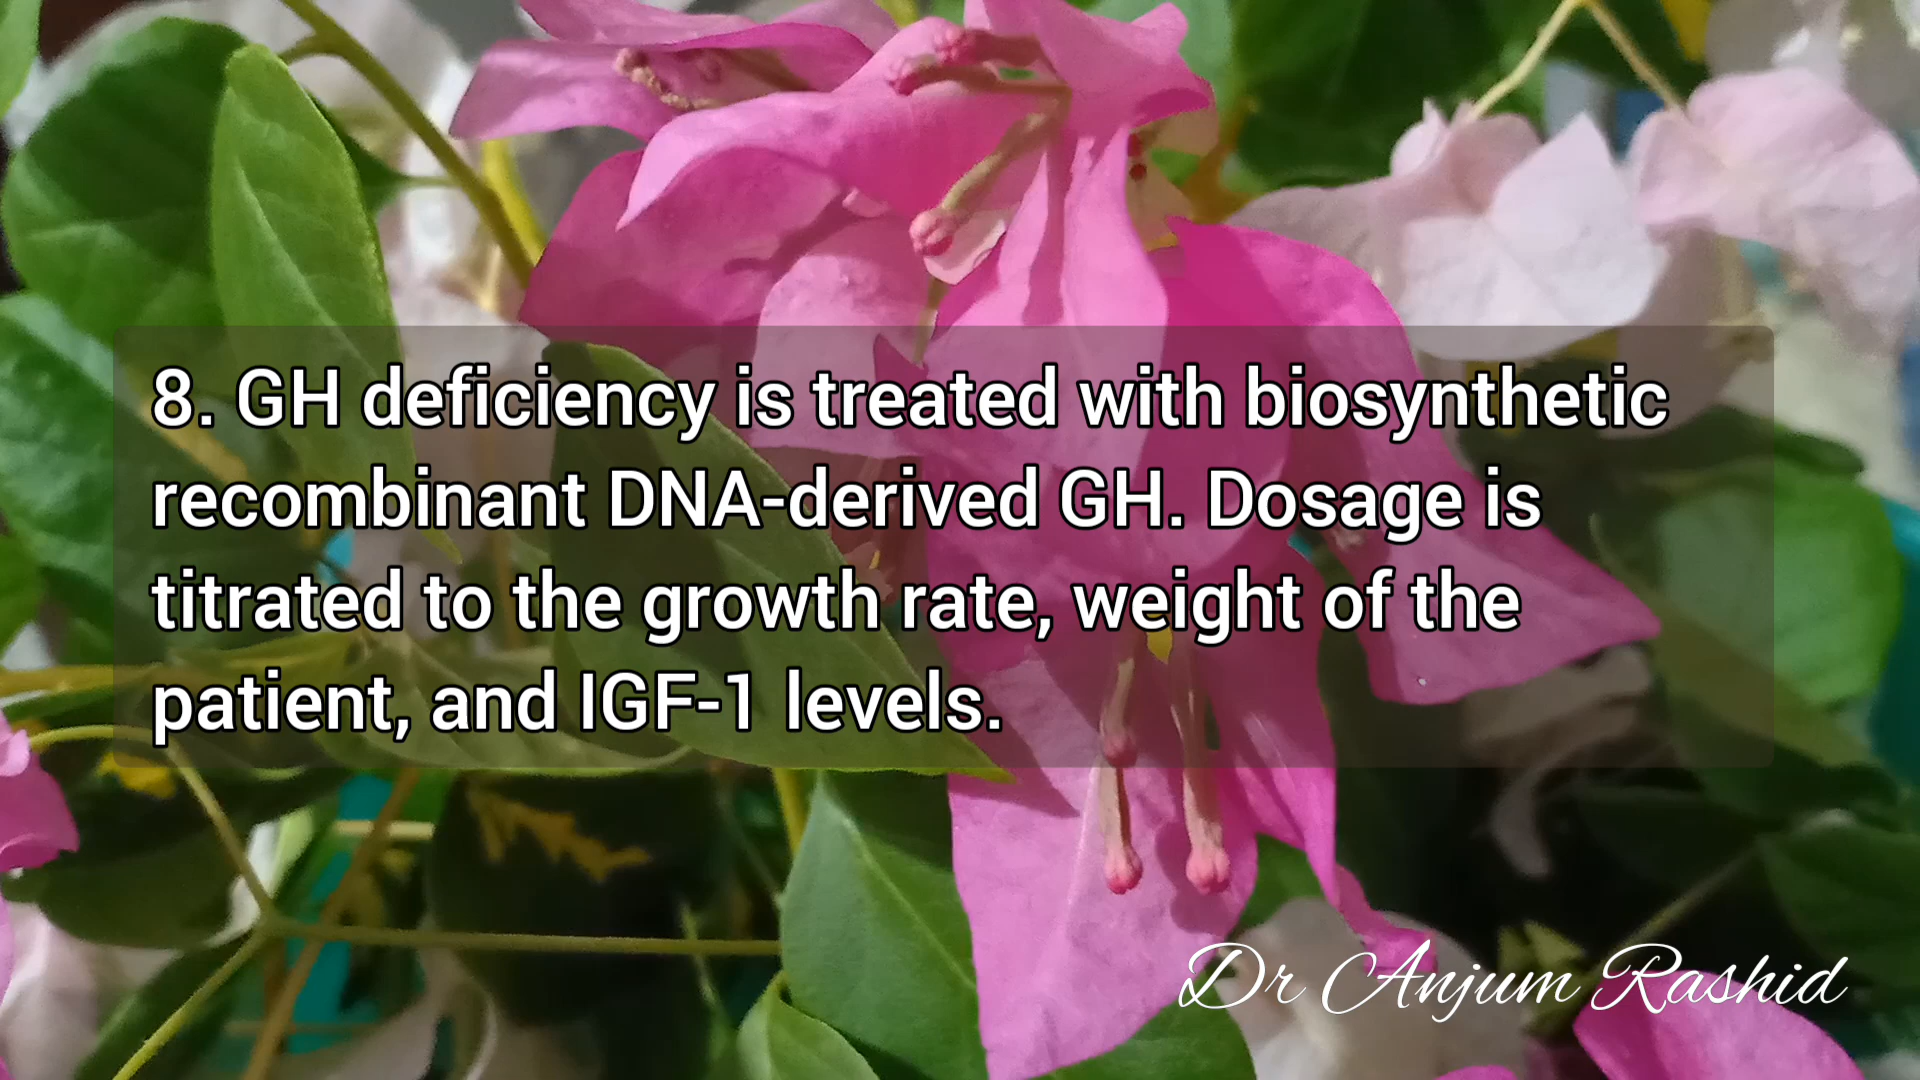 8. GH deficiency is treated with biosynthetic
recombinant DNA-derived GH. Dosage is
titrated to the growth rate, weight of the
patient, and IGF-1 levels.
Dr Anjum Rashid